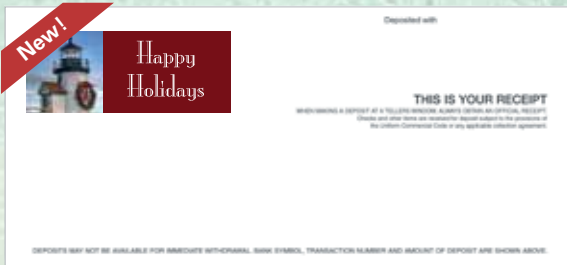 New!
Deposited with
Happy
Holidays
THIS IS YOUR RECEIPT
WHEN MAKING A DEPOSIT AT A TELLERS WINDOW ALWAYS OBTAIN AN OFFICIAL RECEIPT.
Checks and other items are received for deposit subject to the provisions of
the Uniform Commercial Code or any applicable collection agreement.
DEPOSITS MAY NOT BE AVAILABLE FOR IMMEDIATE WITHDRAWAL. BANK SYMBOL, TRANSACTION NUMBER AND AMOUNT OF DEPOSIT ARE SHOWN ABOVE.